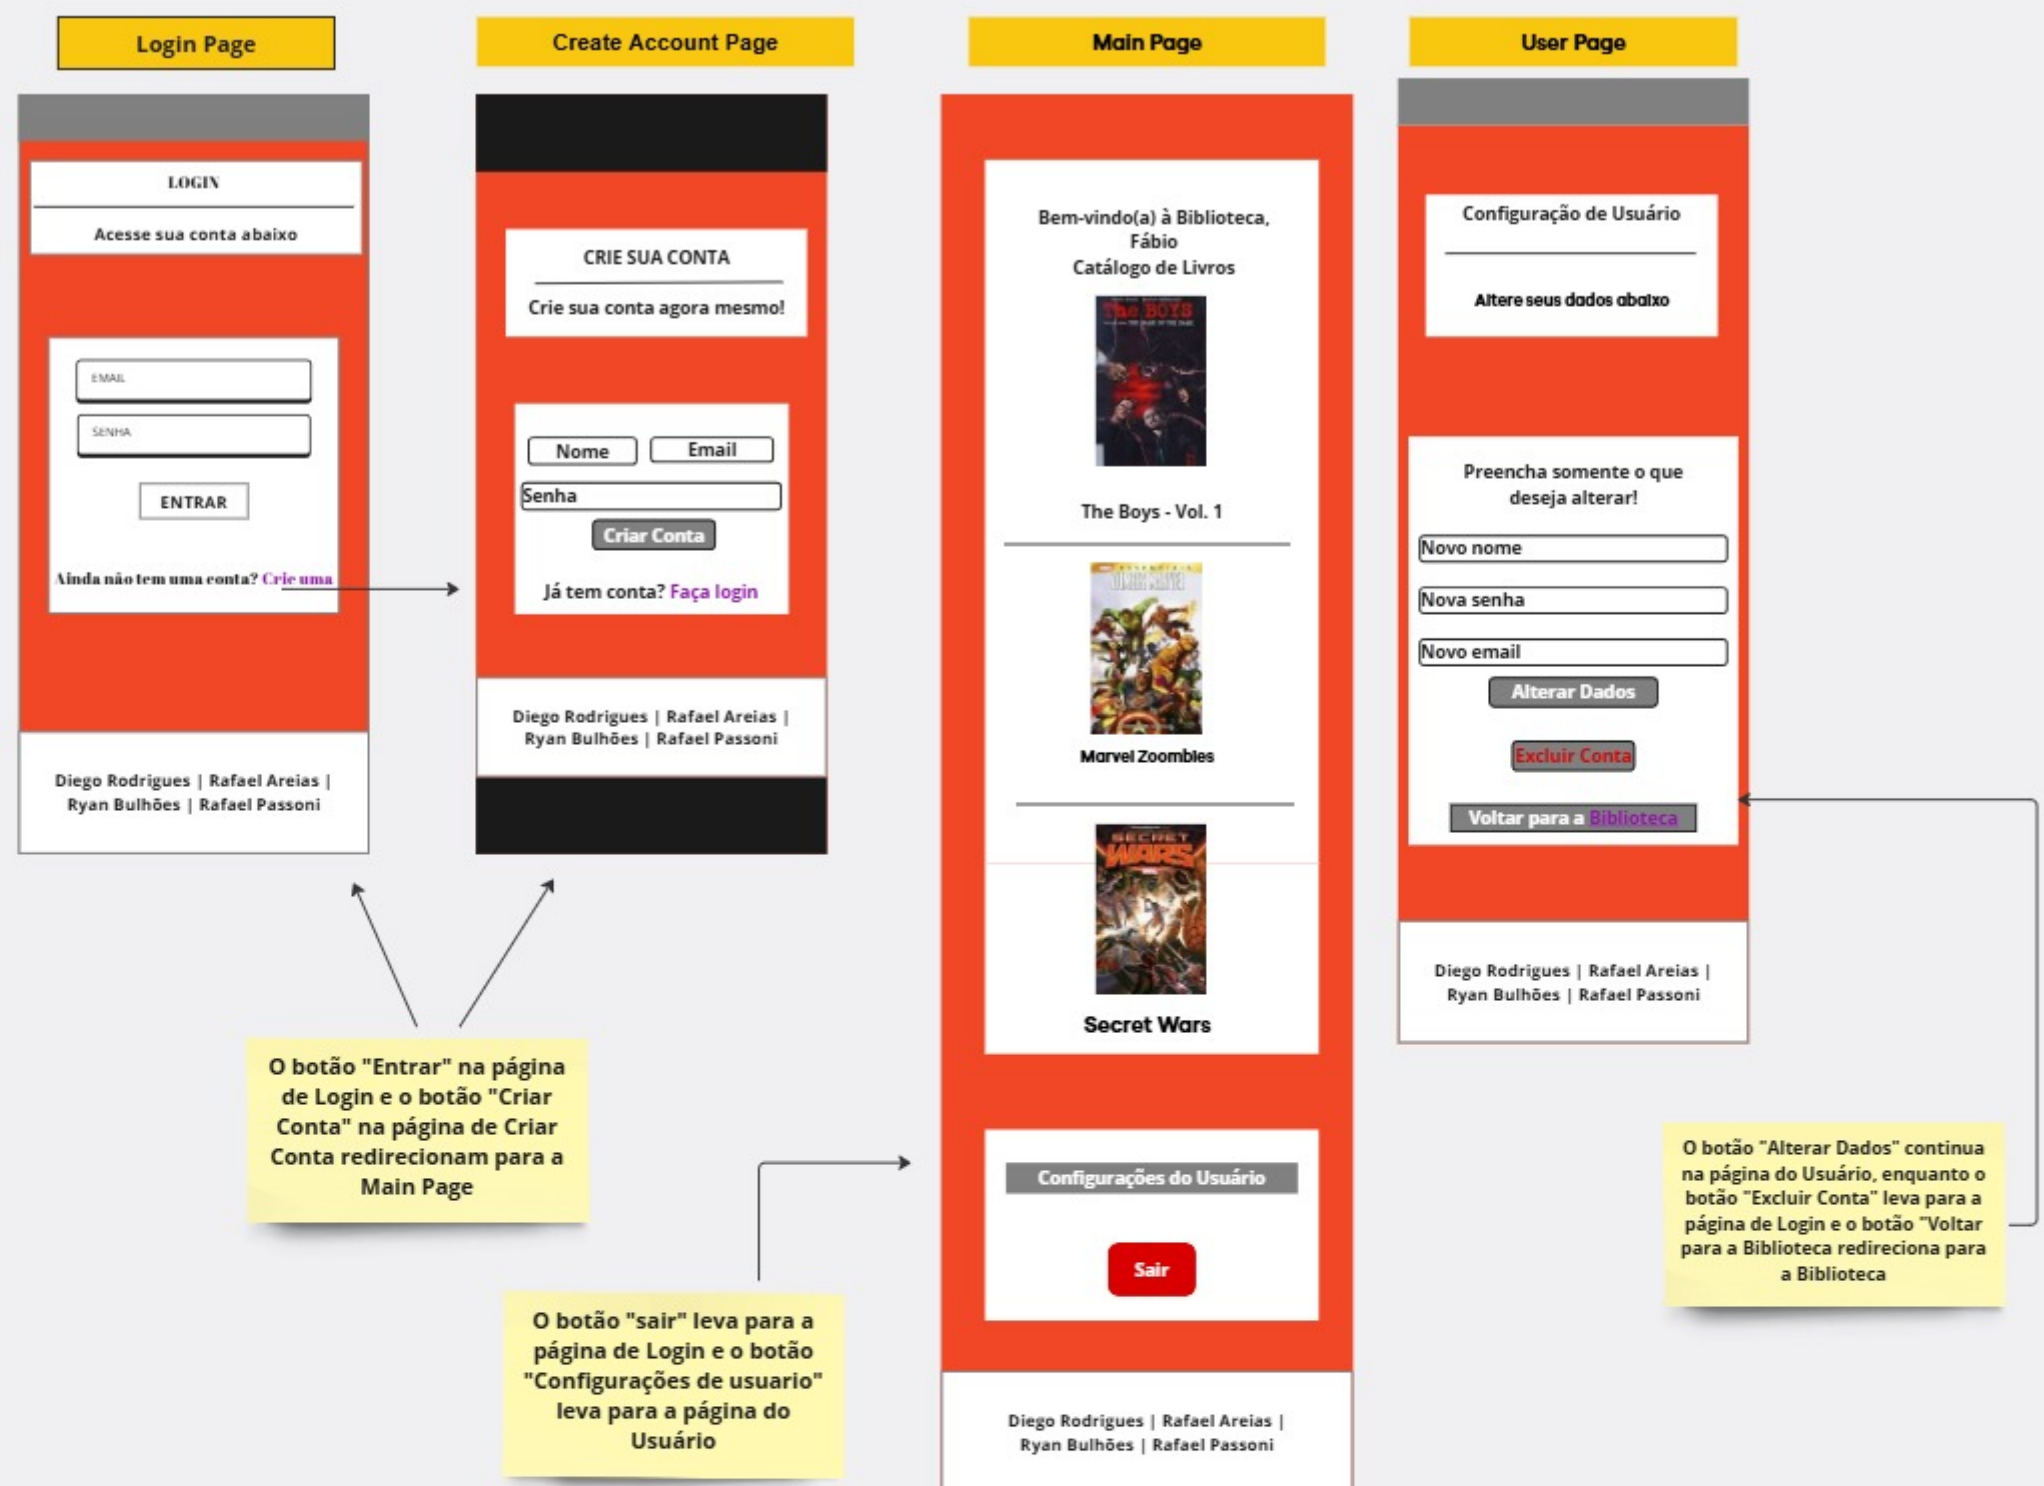 Login Page
LOGIN
Acesse sua conta abaixo
EMAIL
SENHA
ENTRAR
Ainda não tem uma conta? Crie uma
Diego Rodrigues | Rafael Areias |
Ryan Bulhões | Rafael Passoni
Create Account Page
CRIE SUA CONTA
Crie sua conta agora mesmo!
Nome
Email
Senha
Criar Conta
Já tem conta? Faça login
Diego Rodrigues | Rafael Areias |
Ryan Bulhões | Rafael Passoni
O botão "Entrar" na página
de Login e o botão "Criar
Conta" na página de Criar
Conta redirecionam para a
Main Page
Main Page
Bem-vindo(a) à Biblioteca,
Fábio
Catálogo de Livros
The BOYS
The Boys - Vol. 1
Marvel Zoombies
SECRET
WARS
Secret Wars
Configurações do Usuário
Sair
Diego Rodrigues | Rafael Areias |
Ryan Bulhões | Rafael Passoni
O botão "sair" leva para a
página de Login e o botão
"Configurações de usuario"
leva para a página do
Usuário
User Page
Configuração de Usuário
Altere seus dados abaixo
Preencha somente o que
deseja alterar!
Novo nome
Nova senha
Novo email
Alterar Dados
Excluir Conta
Voltar para a Biblioteca
Diego Rodrigues | Rafael Areias |
Ryan Bulhões | Rafael Passoni
O botão "Alterar Dados" continua
na página do Usuário, enquanto o
botão "Excluir Conta" leva para a
página de Login e o botão "Voltar
para a Biblioteca redireciona para
a Biblioteca